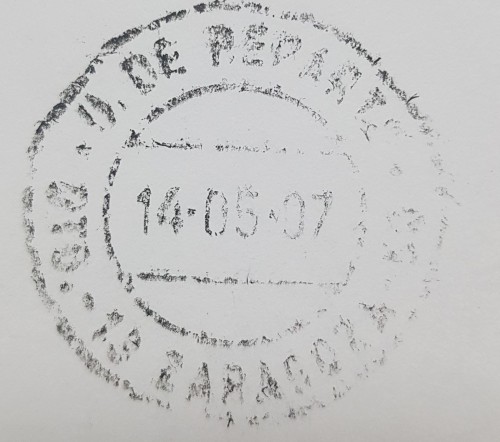 U. DE REPARTO
14-05-07
ZARAGOZA